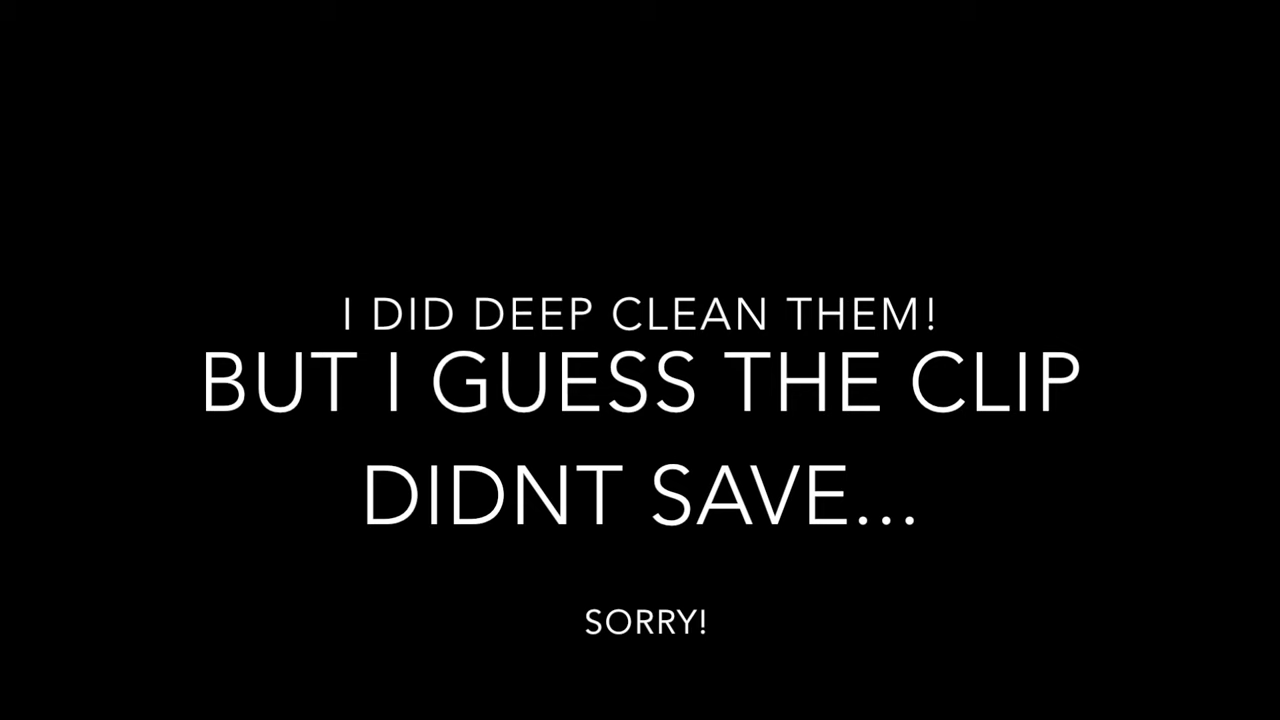 I DID DEEP CLEAN THEM!
BUT I GUESS THE CLIP
DIDNT SAVE...
SORRY!